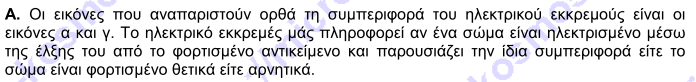 Α. Οι εικόνες που αναπαριστούν ορθά τη συμπεριφορά του ηλεκτρικού εκκρεμούς είναι οι
εικόνες α και γ. Το ηλεκτρικό εκκρεμές μάς πληροφορεί αν ένα σώμα είναι ηλεκτρισμένο μέσω
της έλξης του από το φορτισμένο αντικείμενο και παρουσιάζει την ίδια συμπεριφορά είτε το
σώμα είναι φορτισμένο θετικά είτε αρνητικά.